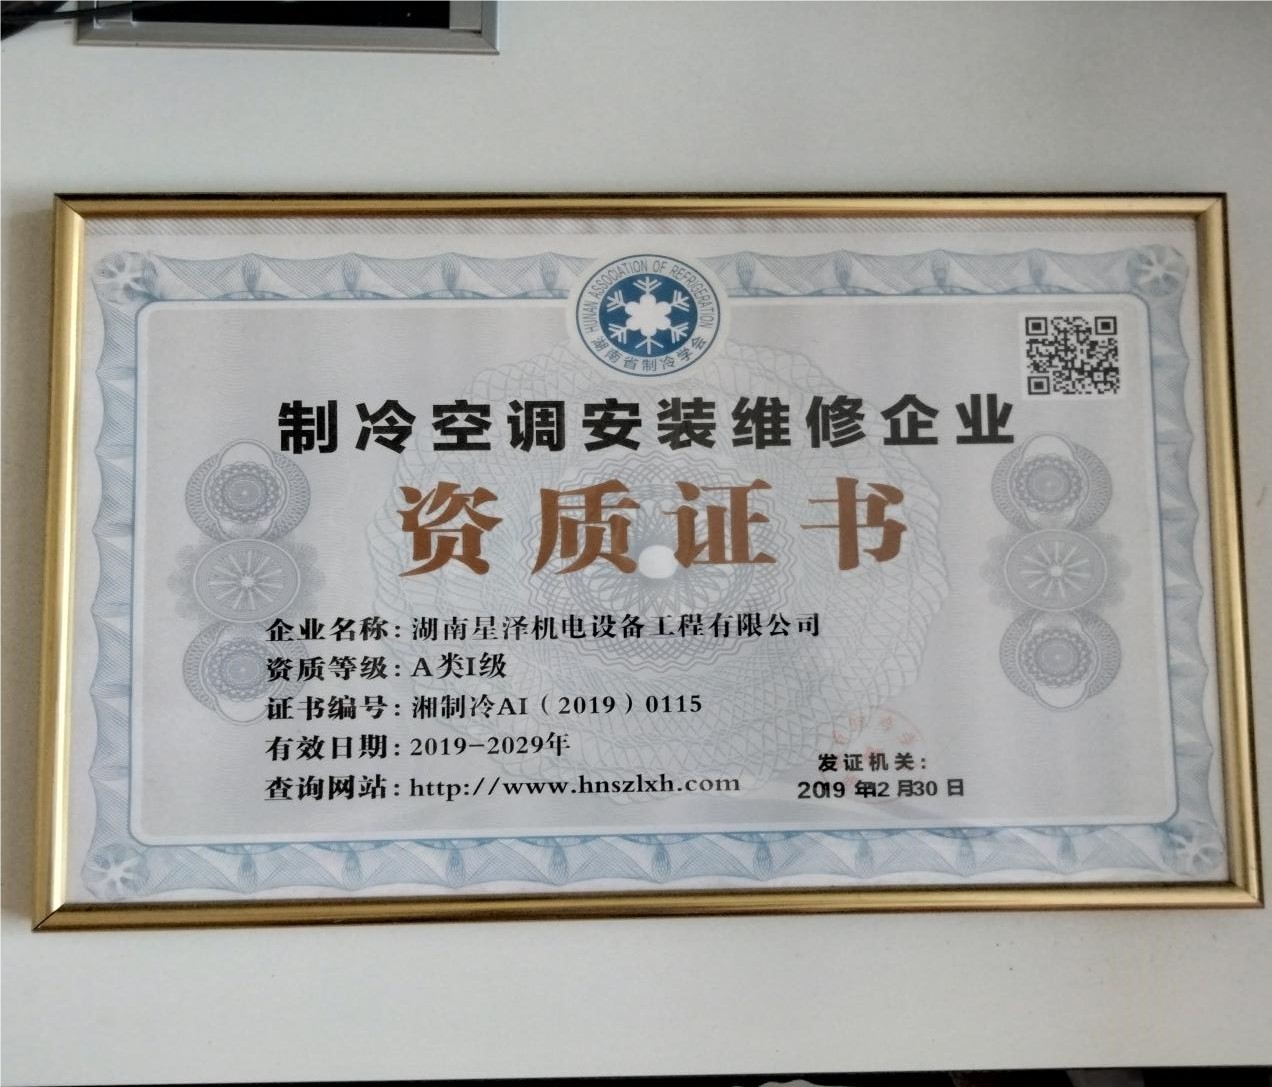 HUNAN ASSOCIATION OF REFRIGERATION
湖南省制冷学会
制冷空调安装维修企业
资质证书
企业名称：湖南星泽机电设备工程有限公司
资质等级：A类I级
证书编号：湘制冷AI（2019）0115
有效日期：2019-2029年
查询网站：http://www.hnszlxh.com
发证机关：
2019 年12 月30 日